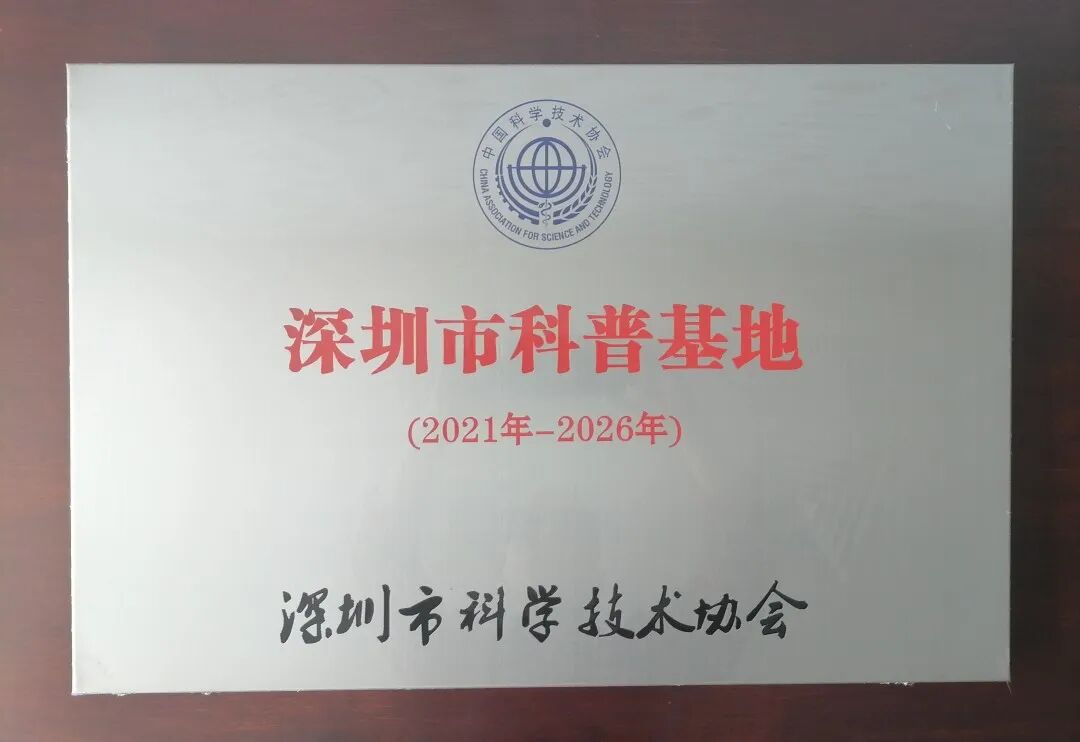 中国科学技术协会
CHINA ASSOCIATION FOR SCIENCE AND TECHNOLOGY
深圳市科普基地
(2021年-2026年)
深圳市科学技术协会